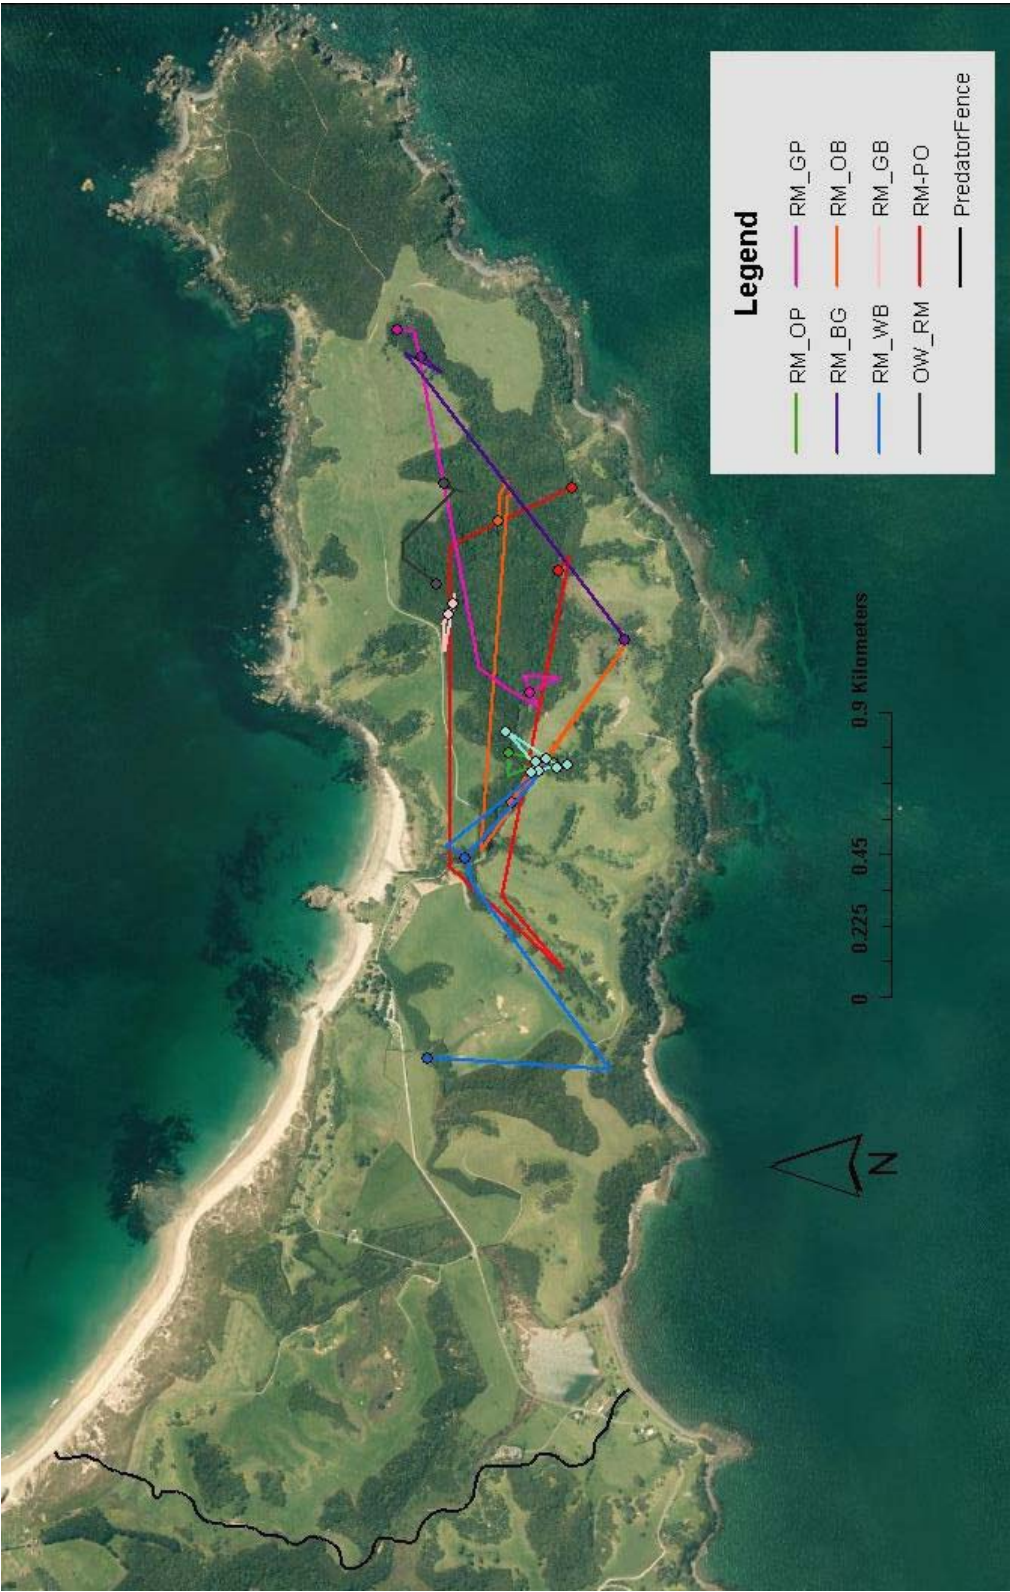 Legend
RM_OP RM_GP
RM_BG RM_OB
RM_WB RM_GB
OW_RM RM-PO
PredatorFence
0 0.225 0.45 0.9 Kilometers
N